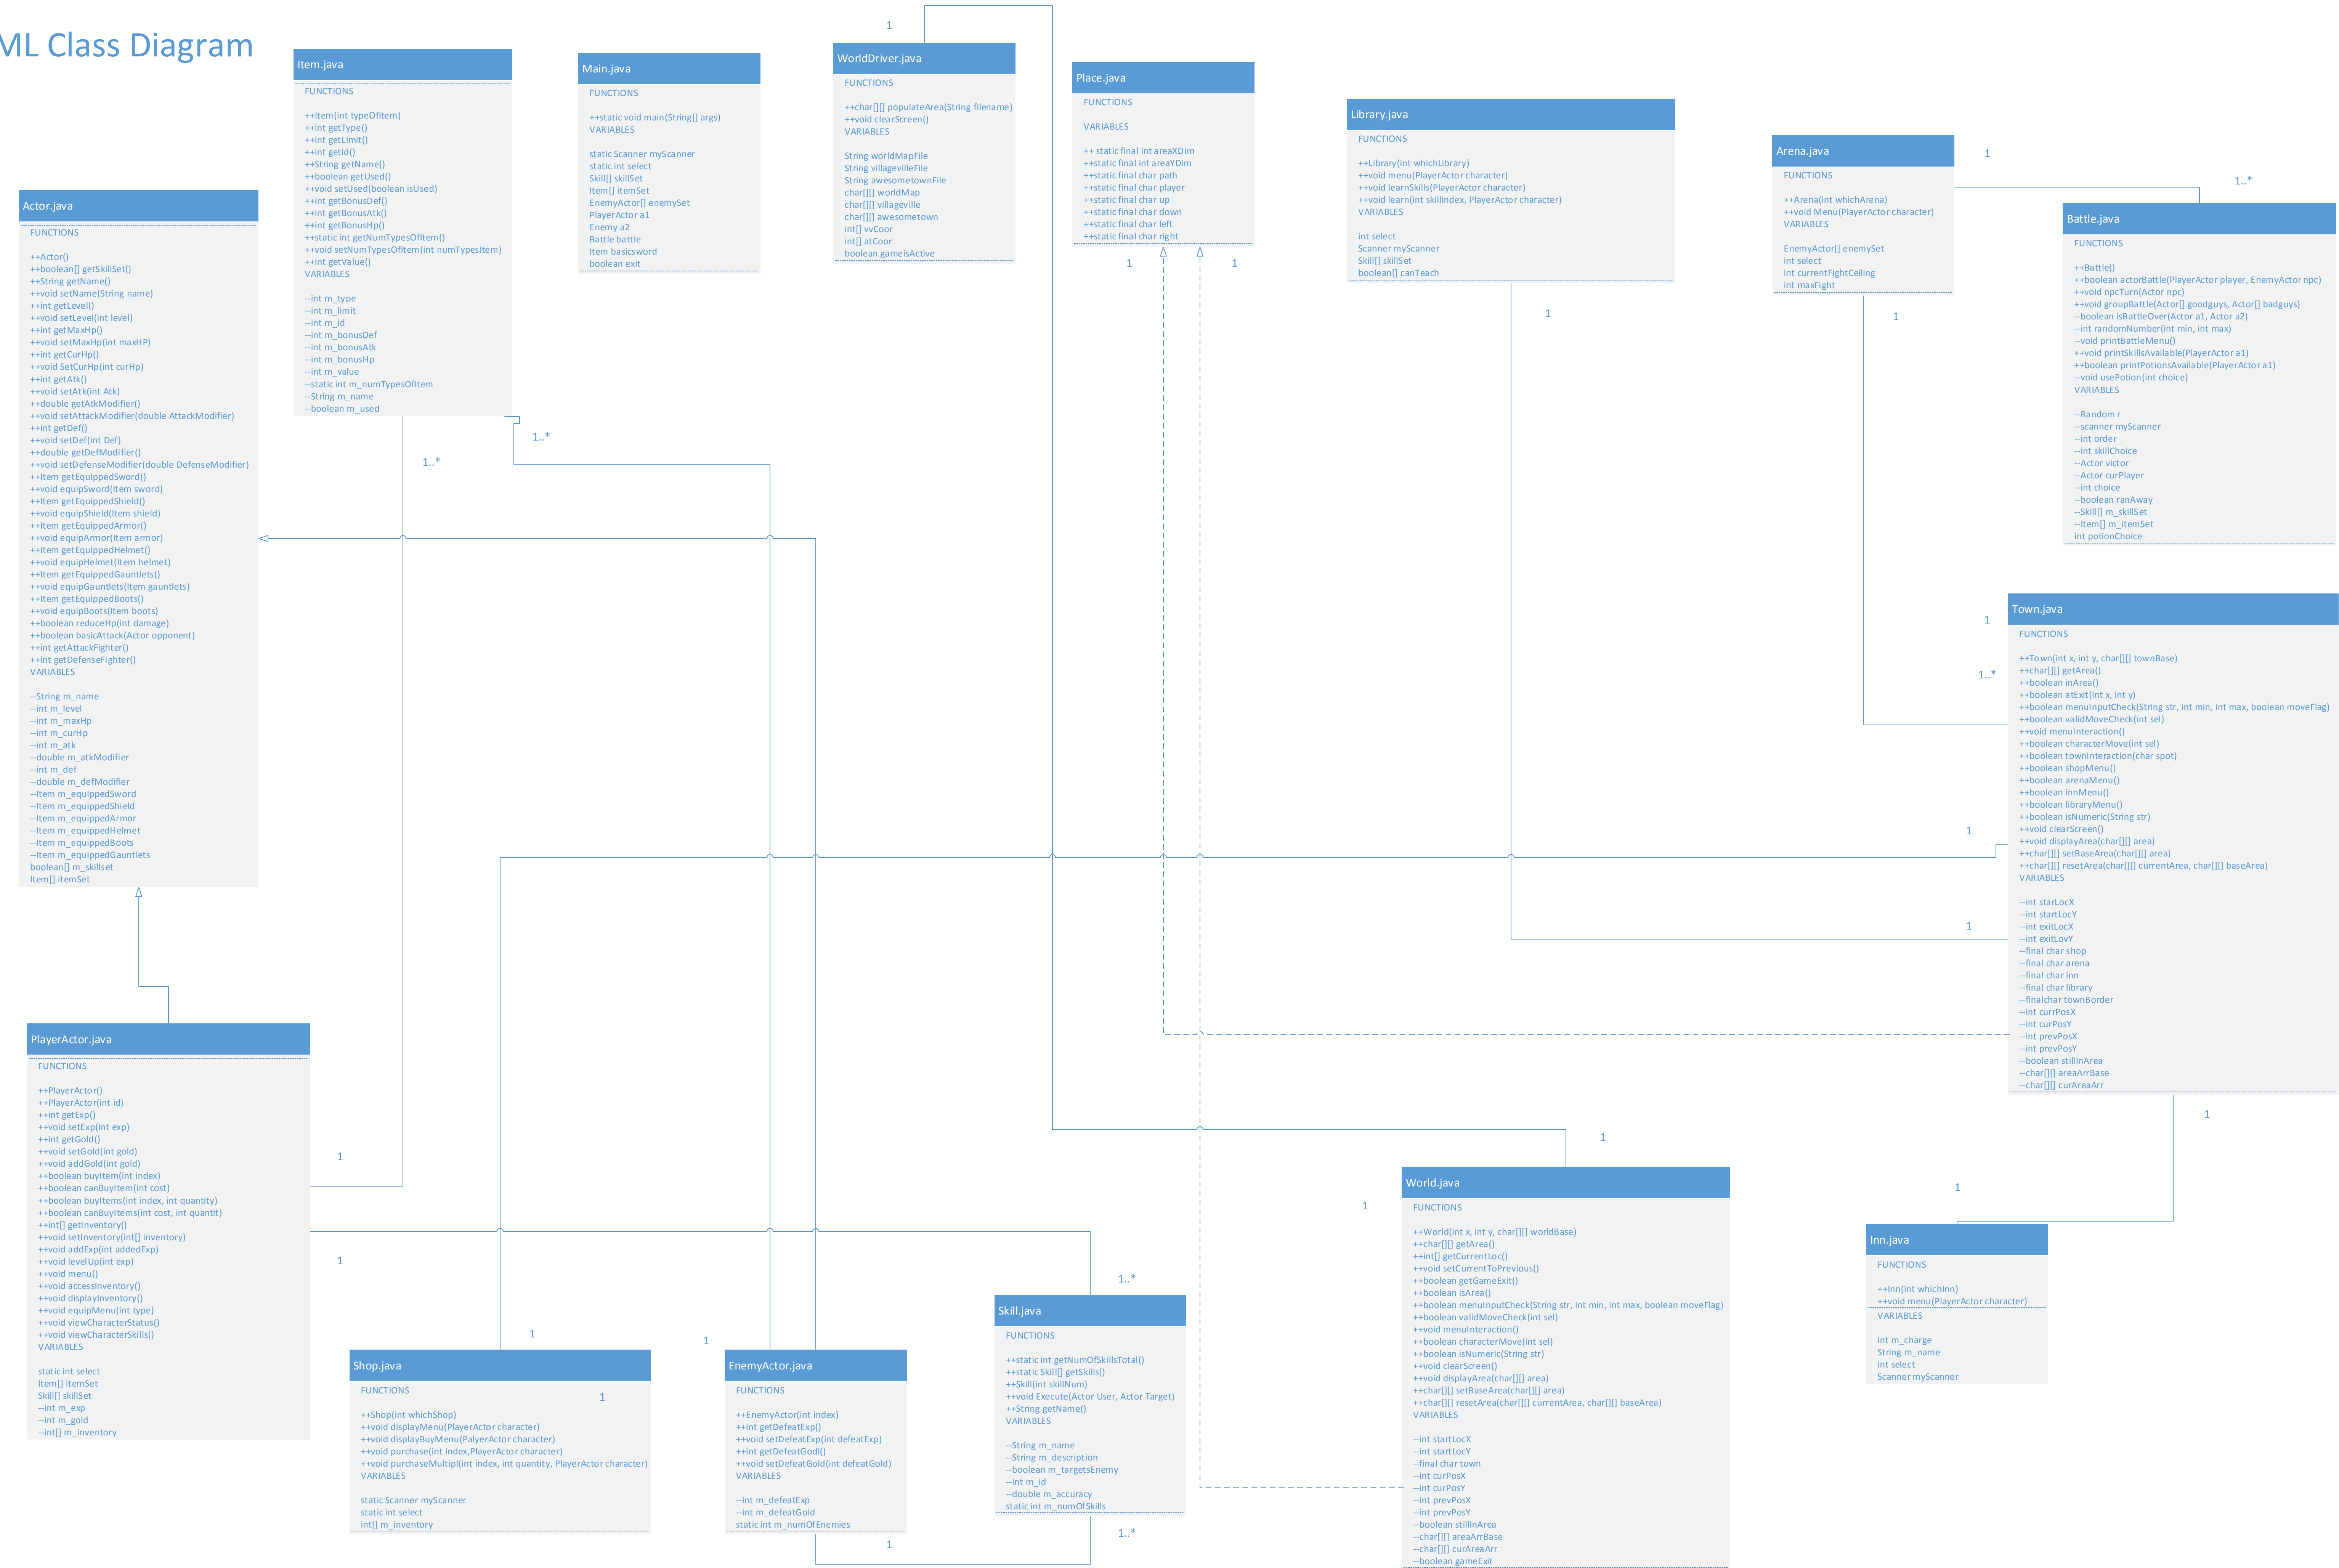 ML Class Diagram
Actor.java
FUNCTIONS
++Actor()
++boolean[] getSkillSet()
++String getName()
++void setName(String name)
++int getLevel()
++void setLevel(int level)
++int getMaxHp()
++void setMaxHp(int maxHP)
++int getCurHp()
++void SetCurHp(int curHp)
++int getAtk()
++void setAtk(int Atk)
++double getAtkModifier()
++void setAttackModifier(double AttackModifier)
++int getDef()
++void setDef(int Def)
++double getDefModifier()
++void setDefenseModifier(double DefenseModifier)
++Item getEquippedSword()
++void equipSword(Item sword)
++Item getEquippedShield()
++void equipShield(Item shield)
++Item getEquippedArmor()
++void equipArmor(Item armor)
++Item getEquippedHelmet()
++void equipHelmet(Item helmet)
++Item getEquippedGauntlets()
++void equipGauntlets(Item gauntlets)
++Item getEquippedBoots()
++void equipBoots(Item boots)
++boolean reduceHp(int damage)
++boolean basicAttack(Actor opponent)
++int getAttackFighter()
++int getDefenseFighter()
VARIABLES
--String m_name
--int m_level
--int m_maxHp
--int m_curHp
--int m_atk
--double m_atkModifier
--int m_def
--double m_defModifier
--Item m_equippedSword
--Item m_equippedShield
--Item m_equippedArmor
--Item m_equippedHelmet
--Item m_equippedBoots
--Item m_equippedGauntlets
boolean[] m_skillset
Item[] itemSet
Item.java
FUNCTIONS
++Item(int typeOfItem)
++int getType()
++int getLimit()
++int getId()
++String getName()
++boolean getUsed()
++void setUsed(boolean isUsed)
++int getBonusDef()
++int getBonusAtk()
++int getBonusHp()
++static int getNumTypesOfItem()
++void setNumTypesOfItem(int numTypesItem)
++int getValue()
VARIABLES
--int m_type
--int m_limit
--int m_id
--int m_bonusDef
--int m_bonusAtk
--int m_bonusHp
--int m_value
--static int m_numTypesOfItem
--String m_name
--boolean m_used
1..*
1..*
Main.java
FUNCTIONS
++static void main(String[] args)
VARIABLES
static Scanner myScanner
static int select
Skill[] skillSet
Item[] itemSet
EnemyActor[] enemySet
PlayerActor a1
Enemy a2
Battle battle
Item basicsword
boolean exit
1
WorldDriver.java
FUNCTIONS
++char[][] populateArea(String filename)
++void clearScreen()
VARIABLES
String worldMapFile
String villagevilleFile
String awesometownFile
char[][] worldMap
char[][] villageville
char[][] awesometown
int[] vvCoor
int[] atCoor
boolean gameisActive
Place.java
FUNCTIONS
VARIABLES
++ static final int areaXDim
++static final int areaYDim
++static final char path
++static final char player
++static final char up
++static final char down
++static final char left
++static final char right
1
1
Library.java
FUNCTIONS
++Library(int whichLibrary)
++void menu(PlayerActor character)
++void learnSkills(PlayerActor character)
++void learn(int skillIndex, PlayerActor character)
VARIABLES
int select
Scanner myScanner
Skill[] skillSet
boolean[] canTeach
1
Arena.java
FUNCTIONS
++Arena(int whichArena)
++void Menu(PlayerActor character)
VARIABLES
EnemyActor[] enemySet
int select
int currentFightCeiling
int maxFight
1
1
1..*
Battle.java
FUNCTIONS
++Battle()
++boolean actorBattle(PlayerActor player, EnemyActor npc)
++void npcTurn(Actor npc)
++void groupBattle(Actor[] goodguys, Actor[] badguys)
--boolean isBattleOver(Actor a1, Actor a2)
--int randomNumber(int min, int max)
--void printBattleMenu()
++void printSkillsAvailable(PlayerActor a1)
++boolean printPotionsAvailable(PlayerActor a1)
--void usePotion(int choice)
VARIABLES
--Random r
--scanner myScanner
--int order
--int skillChoice
--Actor victor
--Actor curPlayer
--int choice
--boolean ranAway
--Skill[] m_skillSet
--Item[] m_itemSet
int potionChoice
1
1..*
1
1
Town.java
FUNCTIONS
++Town(int x, int y, char[][] townBase)
++char[][] getArea()
++boolean inArea()
++boolean atExit(int x, int y)
++boolean menuInputCheck(String str, int min, int max, boolean moveFlag)
++boolean validMoveCheck(int sel)
++void menuInteraction()
++boolean characterMove(int sel)
++boolean townInteraction(char spot)
++boolean shopMenu()
++boolean arenaMenu()
++boolean innMenu()
++boolean libraryMenu()
++boolean isNumeric(String str)
++void clearScreen()
++void displayArea(char[][] area)
++char[][] setBaseArea(char[][] area)
++char[][] resetArea(char[][] currentArea, char[][] baseArea)
VARIABLES
--int starLocX
--int startLocY
--int exitLocX
--int exitLovY
--final char shop
--final char arena
--final char inn
--final char library
--finalchar townBorder
--int currPosX
--int curPosY
--int prevPosX
--int prevPosY
--boolean stillInArea
--char[][] areaArrBase
--char[][] curAreaArr
1
PlayerActor.java
FUNCTIONS
++PlayerActor()
++PlayerActor(int id)
++int getExp()
++void setExp(int exp)
++int getGold()
++void setGold(int gold)
++void addGold(int gold)
++boolean buyItem(int index)
++boolean canBuyItem(int cost)
++boolean buyItems(int index, int quantity)
++boolean canBuyItems(int cost, int quantit)
++int[] getInventory()
++void setInventory(int[] inventory)
++void addExp(int addedExp)
++void levelUp(int exp)
++void menu()
++void accessInventory()
++void displayInventory()
++void equipMenu(int type)
++void viewCharacterStatus()
++void viewCharacterSkills()
VARIABLES
static int select
Item[] itemSet
Skill[] skillSet
--int m_exp
--int m_gold
--int[] m_inventory
1
1
1
Shop.java
FUNCTIONS
1
++Shop(int whichShop)
++void displayMenu(PlayerActor character)
++void displayBuyMenu(PalyerActor character)
++void purchase(int index,PlayerActor character)
++void purchaseMultipl(int index, int quantity, PlayerActor character)
VARIABLES
static Scanner myScanner
static int select
int[] m_inventory
1
EnemyActor.java
FUNCTIONS
++EnemyActor(int index)
++int getDefeatExp()
++void setDefeatExp(int defeatExp)
++int getDefeatGodl()
++void setDefeatGold(int defeatGold)
VARIABLES
--int m_defeatExp
--int m_defeatGold
static int m_numOfEnemies
1
1..*
Skill.java
FUNCTIONS
++static int getNumOfSkillsTotal()
++static Skill[] getSkills()
++Skill(int skillNum)
++void Execute(Actor User, Actor Target)
++String getName()
VARIABLES
--String m_name
--String m_description
--boolean m_targetsEnemy
--int m_id
--double m_accuracy
static int m_numOfSkills
1..*
1
1
World.java
FUNCTIONS
++World(int x, int y, char[][] worldBase)
++char[][] getArea()
++int[] getCurrentLoc()
++void setCurrentToPrevious()
++boolean getGameExit()
++boolean isArea()
++boolean menuInputCheck(String str, int min, int max, boolean moveFlag)
++boolean validMoveCheck(int sel)
++void menuInteraction()
++boolean characterMove(int sel)
++boolean isNumeric(String str)
++void clearScreen()
++void displayArea(char[][] area)
++char[][] setBaseArea(char[][] area)
++char[][] resetArea(char[][] currentArea, char[][] baseArea)
VARIABLES
--int startLocX
--int startLocY
--final char town
--int curPosX
--int curPosY
--int prevPosX
--int prevPosY
--boolean stillInArea
--char[][] areaArrBase
--char[][] curAreaArr
--boolean gameExit
1
Inn.java
FUNCTIONS
++Inn(int whichInn)
++void menu(PlayerActor character)
VARIABLES
int m_charge
String m_name
int select
Scanner myScanner